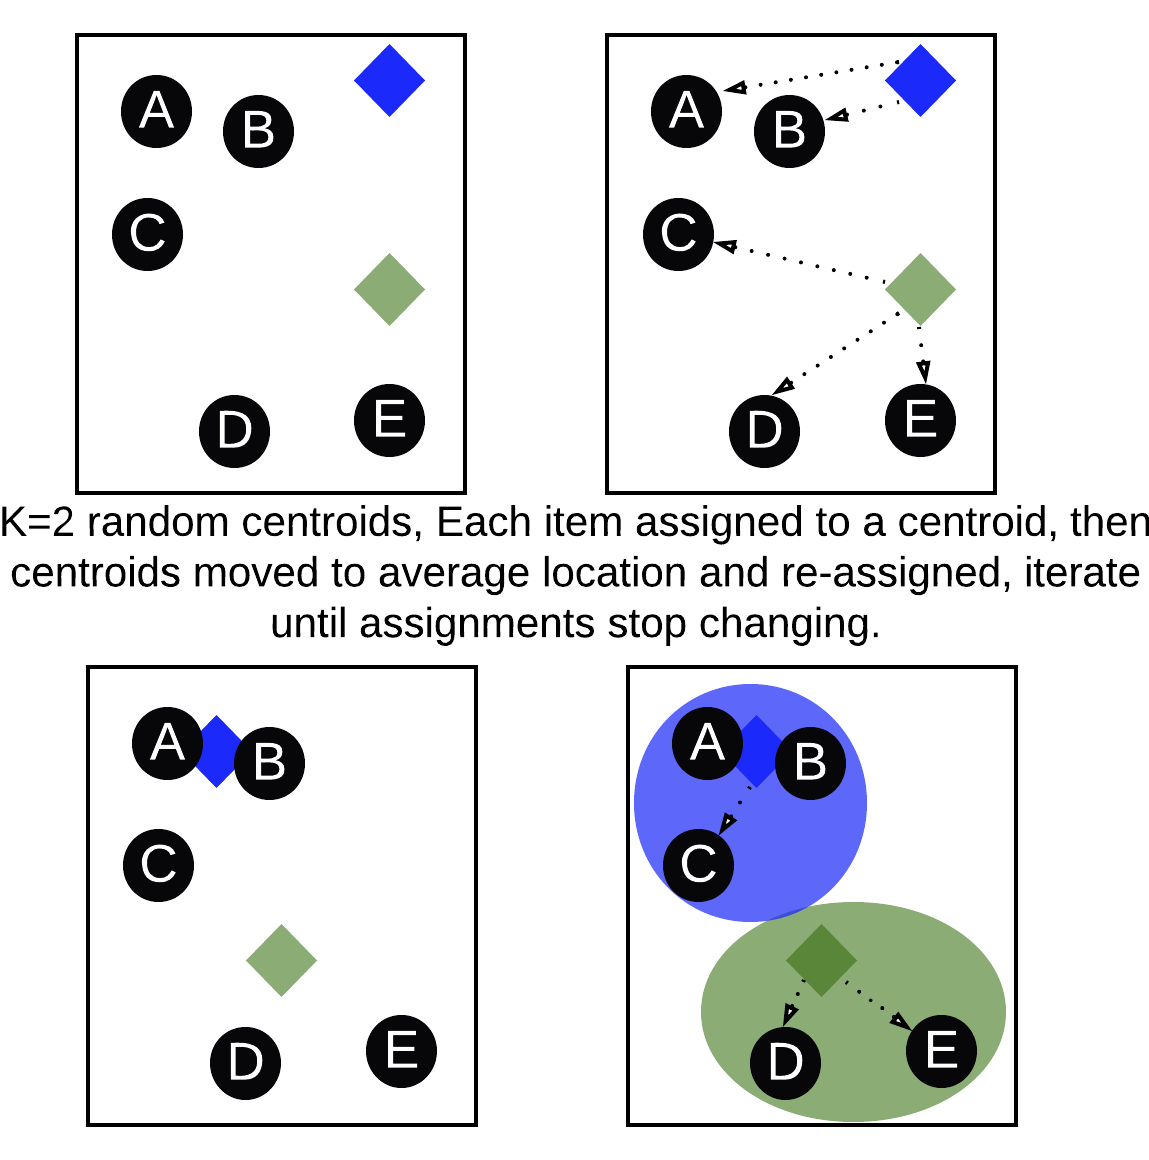 A
B
C
D
E
A
B
C
D
E
K=2 random centroids, Each item assigned to a centroid, then
centroids moved to average location and re-assigned, iterate
until assignments stop changing.
A
B
C
D
E
A
B
C
D
E